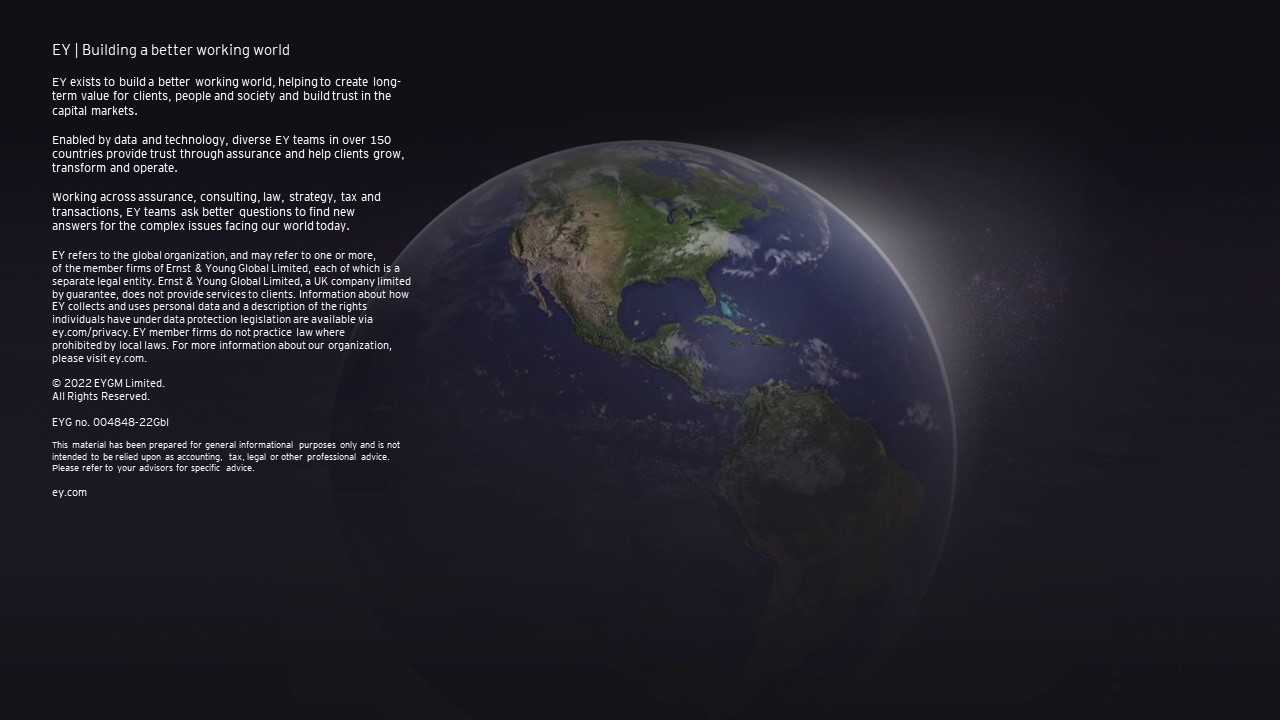 EY | Building a better working world
EY exists to build a better working world, helping to create long-
term value for clients, people and society and build trust in the
capital markets.
Enabled by data and technology, diverse EY teams in over 150
countries provide trust through assurance and help clients grow,
transform and operate.
Working across assurance, consulting, law, strategy, tax and
transactions, EY teams ask better questions to find new
answers for the complex issues facing our world today.
EY refers to the global organization, and may refer to one or more,
of the member firms of Ernst & Young Global Limited, each of which is a
separate legal entity. Ernst & Young Global Limited, a UK company limited
by guarantee, does not provide services to clients. Information about how
EY collects and uses personal data and a description of the rights
individuals have under data protection legislation are available via
ey.com/privacy. EY member firms do not practice law where
prohibited by local laws. For more information about our organization,
please visit ey.com.
© 2022 EYGM Limited.
All Rights Reserved.
EYG no. 004848-22Gbl
This material has been prepared for general informational purposes only and is not
intended to be relied upon as accounting, tax, legal or other professional advice.
Please refer to your advisors for specific advice.
ey.com